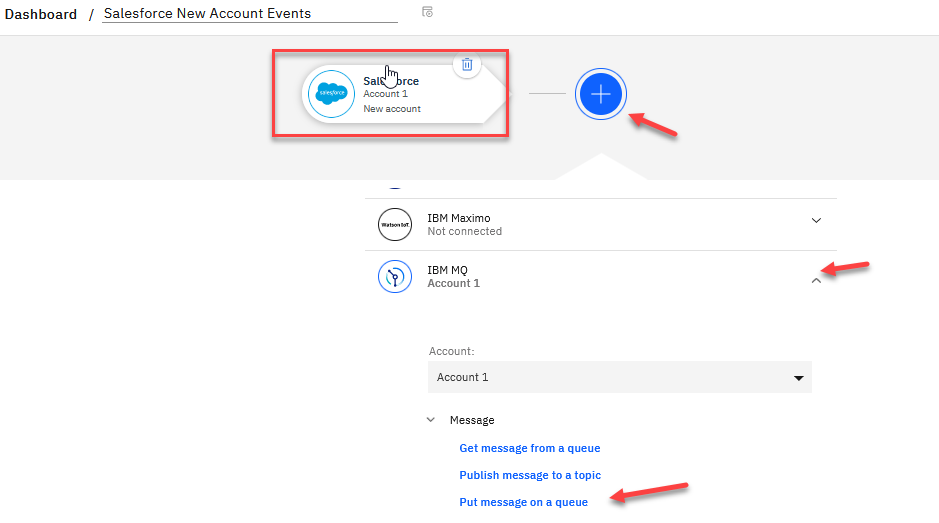 Dashboard / Salesforce New Account Events
salesforce
Salesforce
Account 1
New account
Watson IoT.
IBM Maximo
Not connected
IBM MQ
Account 1
Account:
Account 1
Message
Get message from a queue
Publish message to a topic
Put message on a queue